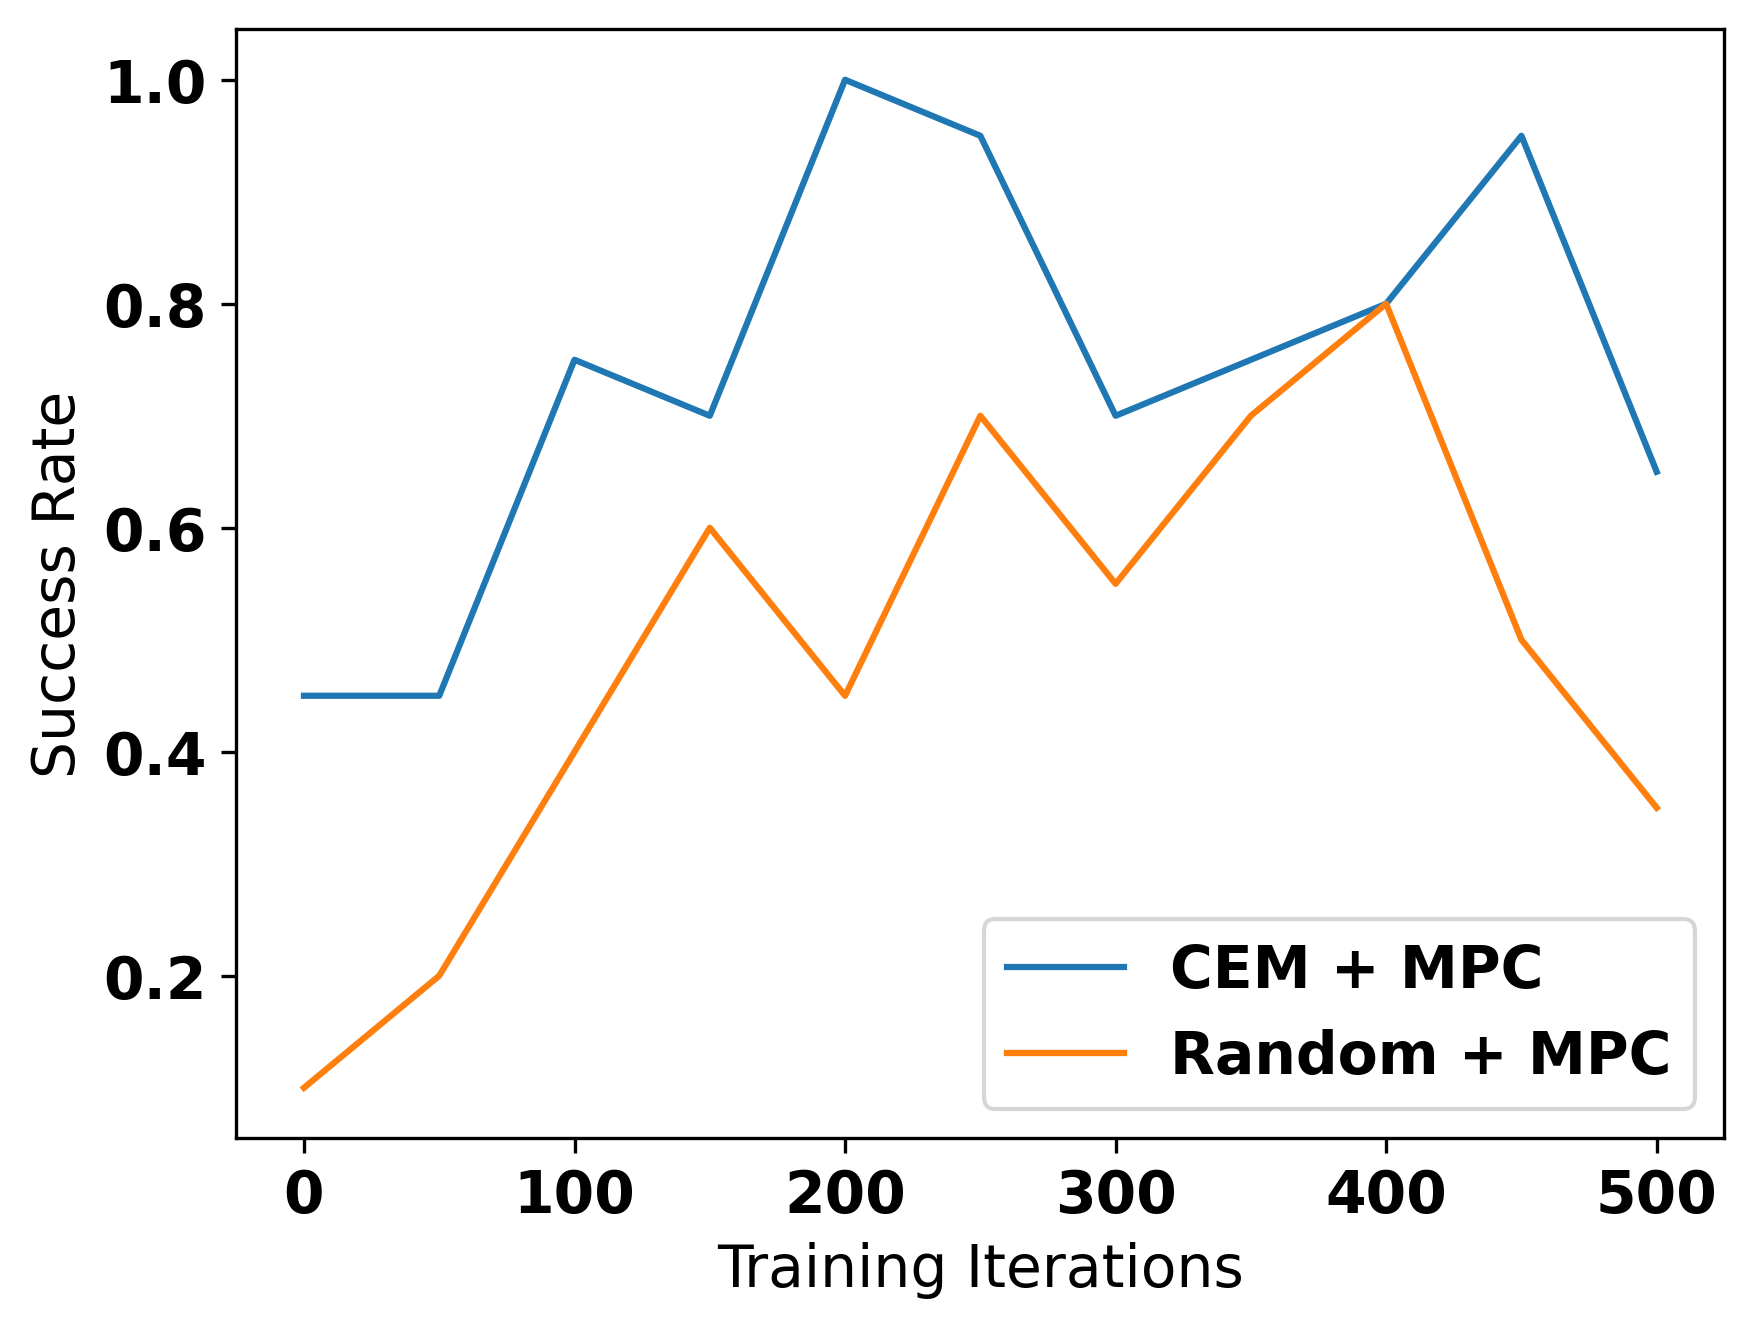 1.0
0.8
0.6
0.4
0.2
Success Rate
CEM + MPC
Random + MPC
0 100 200 300 400 500
Training Iterations